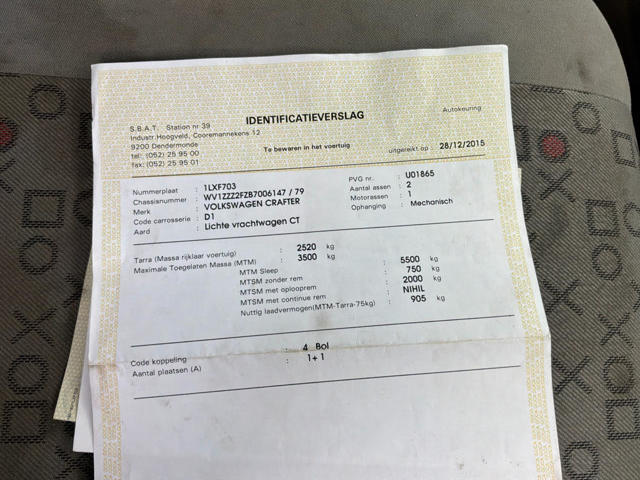 IDENTIFICATIEVERSLAG
Autokeuring
S.B.A.T. Station nr 39
Industr.Hoogveld, Cooremannekens 12
9200 Dendermonde
tel: (052) 25 95 00
fax: (052) 25 95 01
Te bewaren in het voertuig
uitgereikt op : 28/12/2015
Nummerplaat : 1LXF703
Chassisnummer : WV1ZZZ2FZB7006147 / 79
Merk : VOLKSWAGEN CRAFTER
Code carrosserie : D1
Aard : Lichte vrachtwagen CT
PVG nr. : U01865
Aantal assen : 2
Motorassen : 1
Ophanging : Mechanisch
Tarra (Massa rijklaar voertuig) : 2520 kg
Maximale Toegelaten Massa (MTM) : 3500 kg
MTM Sleep : 5500 kg
MTSM zonder rem : 750 kg
MTSM met oplooprem : 2000 kg
MTSM met continue rem : NIHIL
Nuttig laadvermogen(MTM-Tarra-75kg) : 905 kg
Code koppeling : 4 Bol
Aantal plaatsen (A) : 1+1